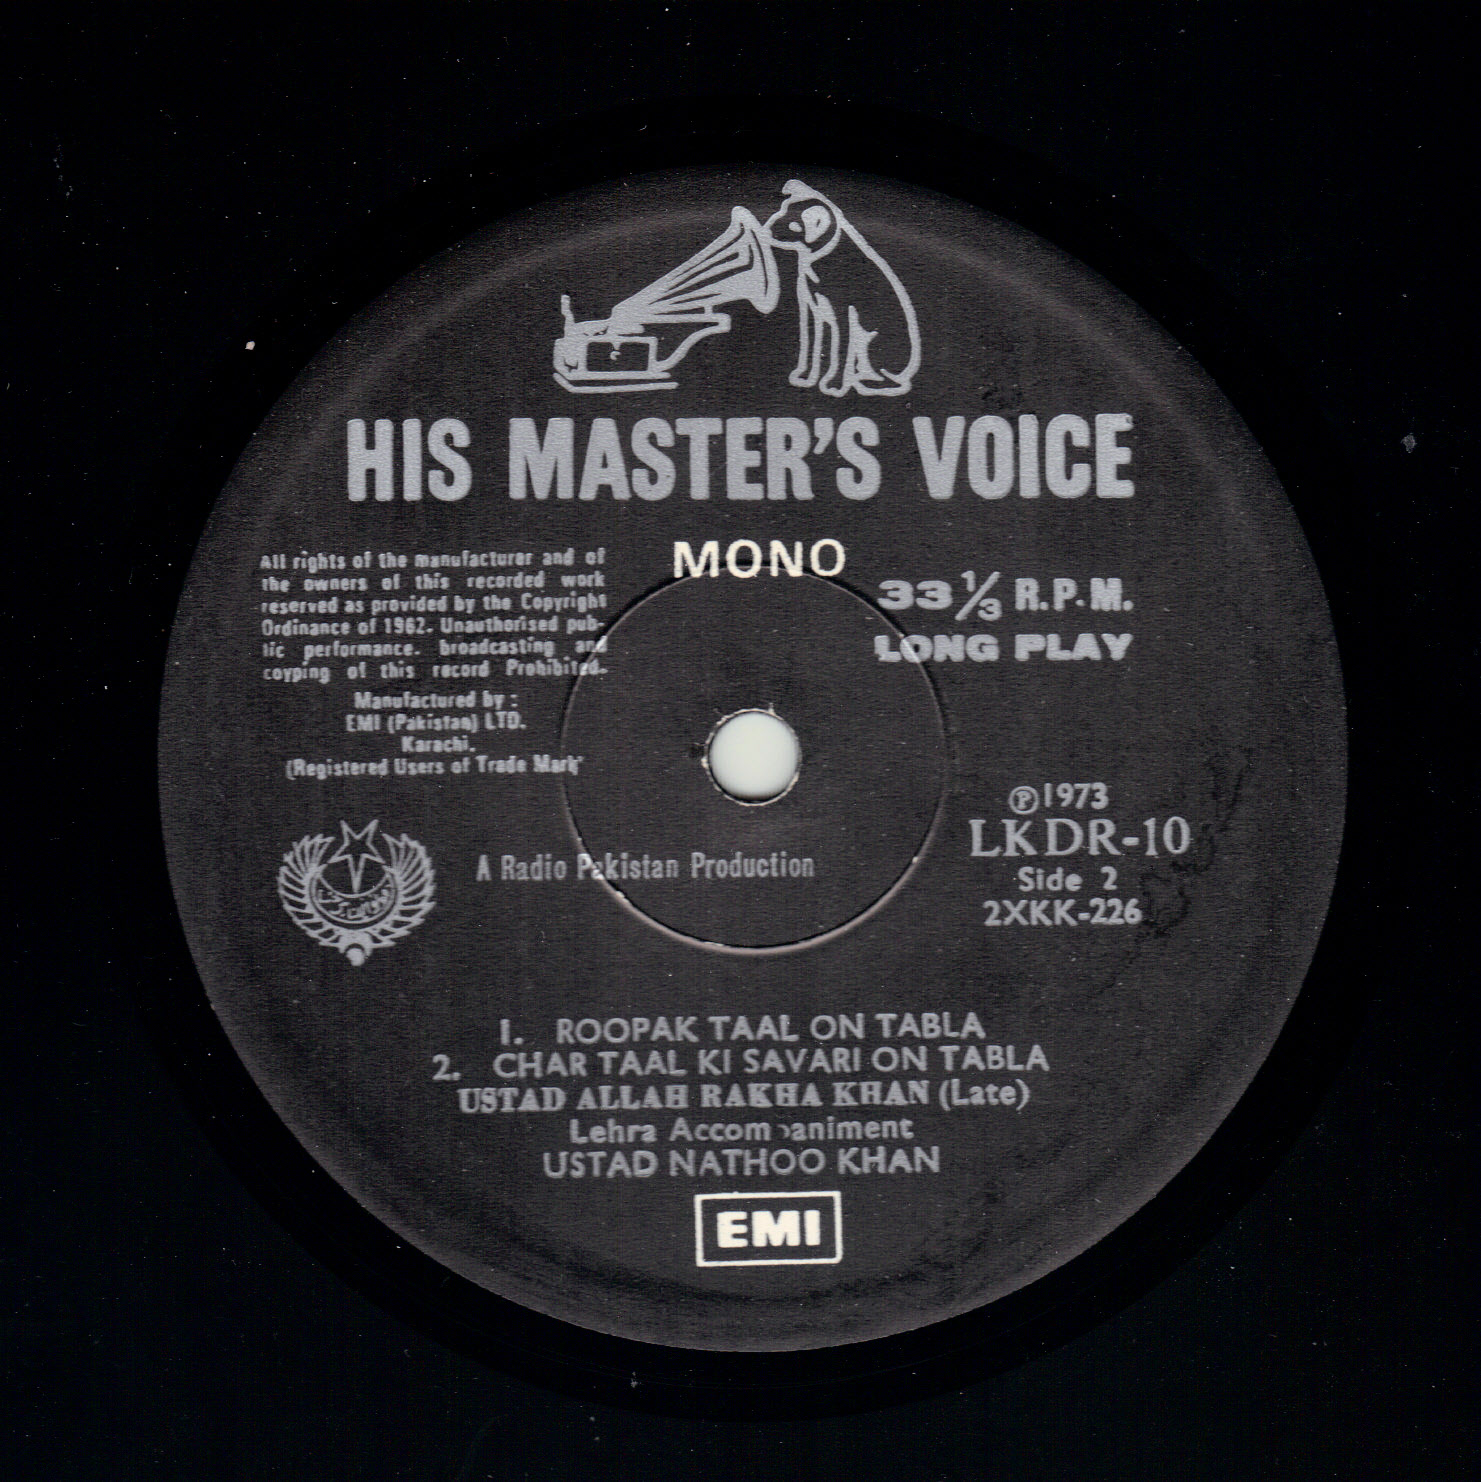 HIS MASTER'S VOICE
MONO
All rights of the manufacturer and of
the owners of this recorded work
reserved as provided by the Copyright
Ordinance of 1962. Unauthorised pub-
lic performance. broadcasting and
coyping of this record Prohibited.
Manufactured by :
EMI (Pakistan) LTD.
Karachi.
(Registered Users of Trade Mark)
33 1/3 R.P.M.
LONG PLAY
A Radio Pakistan Production
Ⓟ1973
LKDR-10
Side 2
2XKK-226
1. ROOPAK TAAL ON TABLA
2. CHAR TAAL KI SAVARI ON TABLA
USTAD ALLAH RAKHA KHAN (Late)
Lehra Accompaniment
USTAD NATHOO KHAN
EMI